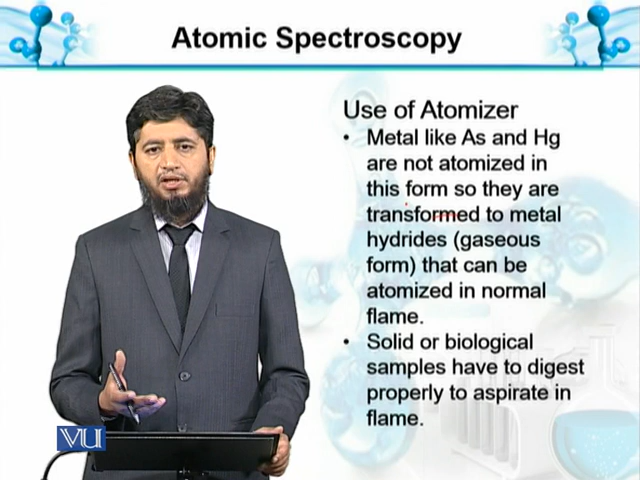 Atomic Spectroscopy
Use of Atomizer
• Metal like As and Hg
are not atomized in
this form so they are
transformed to metal
hydrides (gaseous
form) that can be
atomized in normal
flame.
• Solid or biological
samples have to digest
properly to aspirate in
flame.
VU